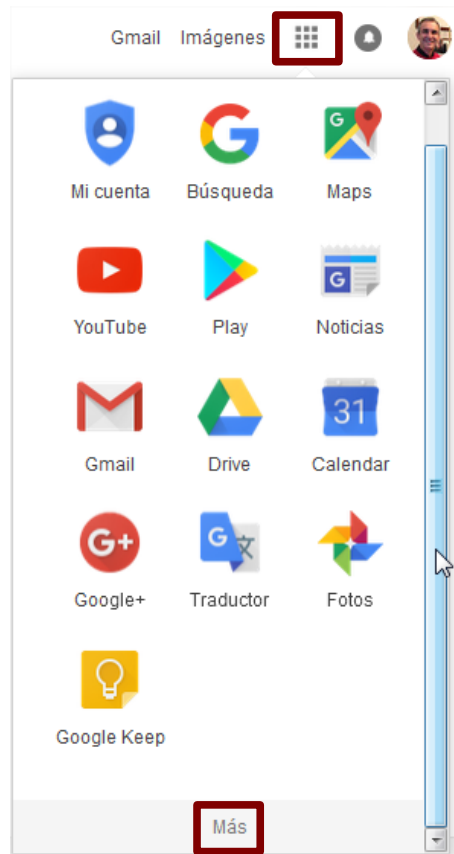 Gmail Imágenes
Mi cuenta Búsqueda Maps
YouTube Play Noticias
31
Gmail Drive Calendar
G+ G 文
Google+ Traductor Fotos
Google Keep
Más